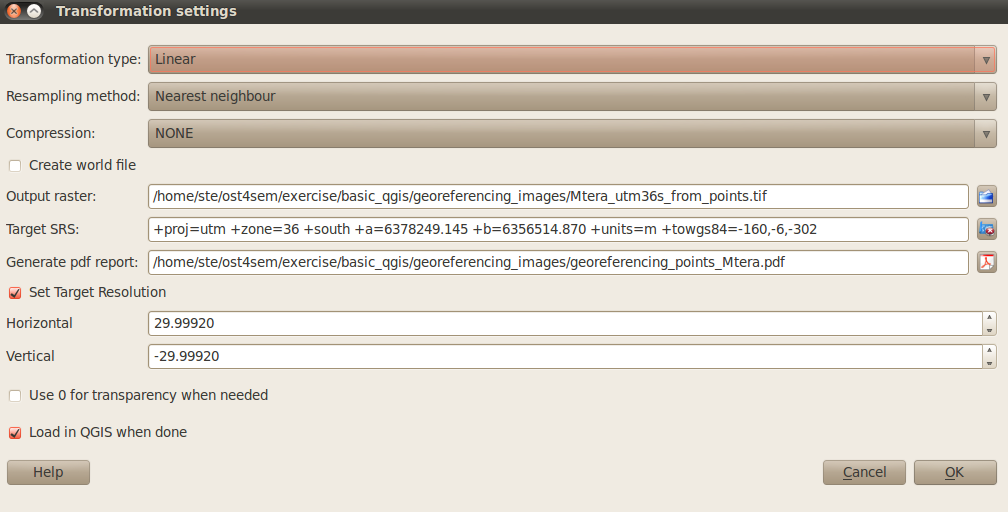 Transformation settings
Transformation type: Linear
Resampling method: Nearest neighbour
Compression: NONE
Create world file
Output raster: /home/ste/ost4sem/exercise/basic_qgis/georeferencing_images/Mtera_utm36s_from_points.tif
Target SRS: +proj=utm +zone=36 +south +a=6378249.145 +b=6356514.870 +units=m +towgs84=-160,-6,-302
Generate pdf report: /home/ste/ost4sem/exercise/basic_qgis/georeferencing_images/georeferencing_points_Mtera.pdf
Set Target Resolution
Horizontal 29.99920
Vertical -29.99920
Use 0 for transparency when needed
Load in QGIS when done
Help Cancel OK